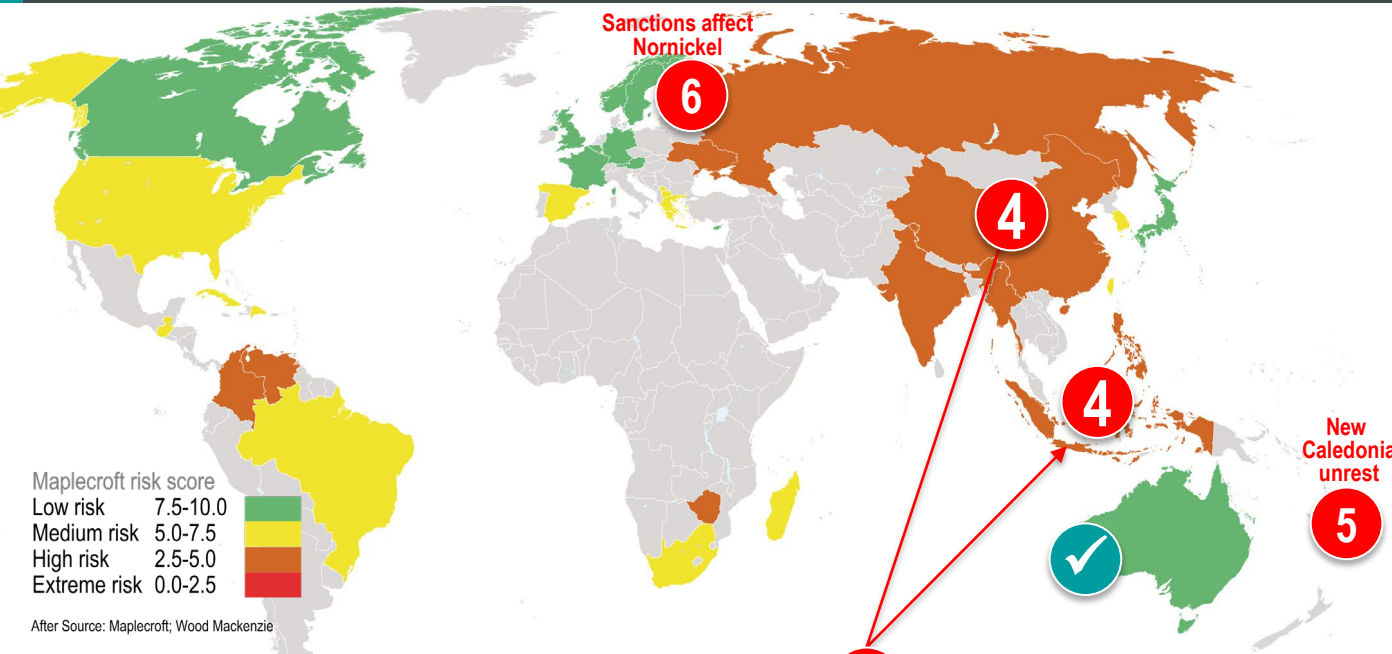 Sanctions affect
Nornickel
6
4
4
New
Caledonia
unrest
5
Maplecroft risk score
Low risk 7.5-10.0
Medium risk 5.0-7.5
High risk 2.5-5.0
Extreme risk 0.0-2.5
After Source: Maplecroft; Wood Mackenzie